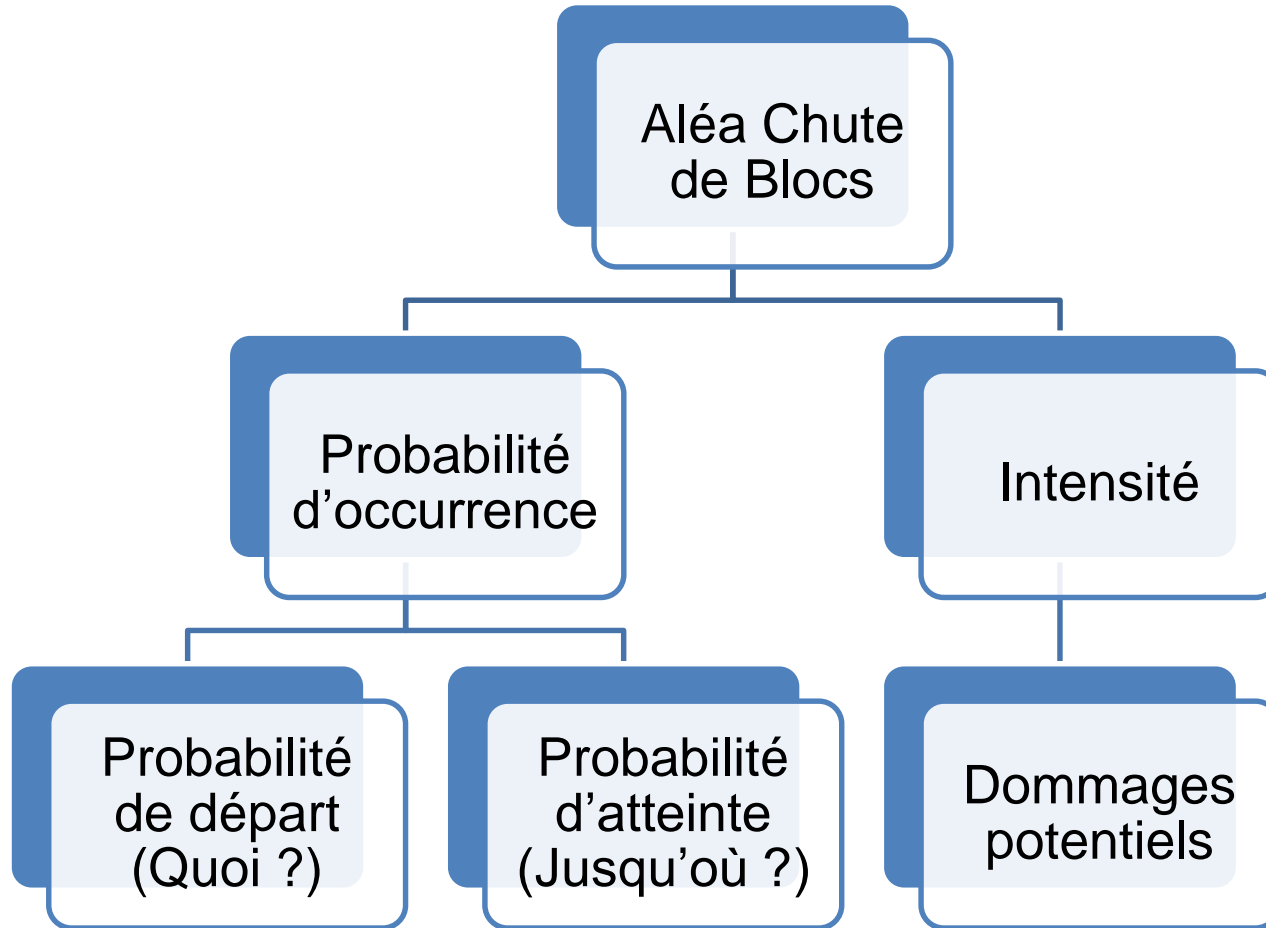 Aléa Chute
de Blocs
Probabilité
d’occurrence
Intensité
Probabilité
de départ
(Quoi ?)
Probabilité
d’atteinte
(Jusqu’où ?)
Dommages
potentiels